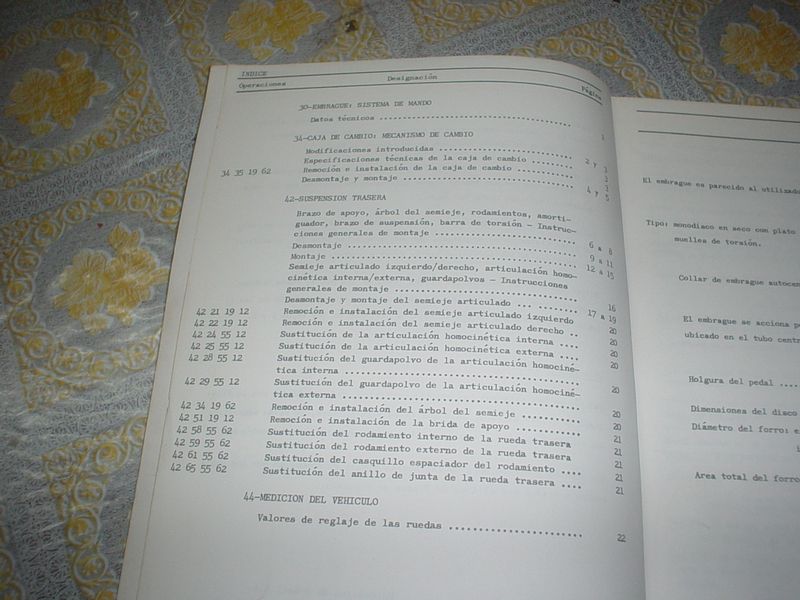 INDICE
Operaciones Designación Página
30-EMBRAGUE: SISTEMA DE MANDO
Datos técnicos ........ 1
34-CAJA DE CAMBIO: MECANISMO DE CAMBIO
Modificaciones introducidas ........ 2 y 3
Especificaciones técnicas de la caja de cambio ........ 3
34 35 19 62 Remoción e instalación de la caja de cambio ........ 3
Desmontaje y montaje ........ 4 y 5
42-SUSPENSION TRASERA
Brazo de apoyo, árbol del semieje, rodamientos, amorti-
guador, brazo de suspensión, barra de torsión - Instruc-
ciones generales de montaje ........ 6 a 8
Desmontaje ........ 9 a 11
Montaje ........ 12 a 15
Semieje articulado izquierdo/derecho, articulación homo-
cinética interna/externa, guardapolvos - Instrucciones
generales de montaje ........ 16
Desmontaje y montaje del semieje articulado ........ 17 a 19
42 21 19 12 Remoción e instalación del semieje articulado izquierdo 20
42 22 19 12 Remoción e instalación del semieje articulado derecho .. 20
42 24 55 12 Sustitución de la articulación homocinética interna .... 20
42 25 55 12 Sustitución de la articulación homocinética externa .... 20
42 28 55 12 Sustitución del guardapolvo de la articulación homociné-
tica interna ........ 20
42 29 55 12 Sustitución del guardapolvo de la articulación homociné-
tica externa ........ 20
42 34 19 62 Remoción e instalación del árbol del semieje ........ 20
42 51 19 12 Remoción e instalación de la brida de apoyo ........ 20
42 58 55 62 Sustitución del rodamiento interno de la rueda trasera 21
42 59 55 62 Sustitución del rodamiento externo de la rueda trasera 21
42 61 55 62 Sustitución del casquillo espaciador del rodamiento .... 21
42 65 55 62 Sustitución del anillo de junta de la rueda trasera .... 21
44-MEDICION DEL VEHICULO
Valores de reglaje de las ruedas ........ 22
El embrague es parecido al utilizado
Tipo: monodisco en seco con plato
muelles de torsión.
Collar de embrague autocen
El embrague se acciona p
ubicado en el tubo centr
Holgura del pedal ....
Dimensiones del disco
Diámetro del forro: e
i
Area total del forro